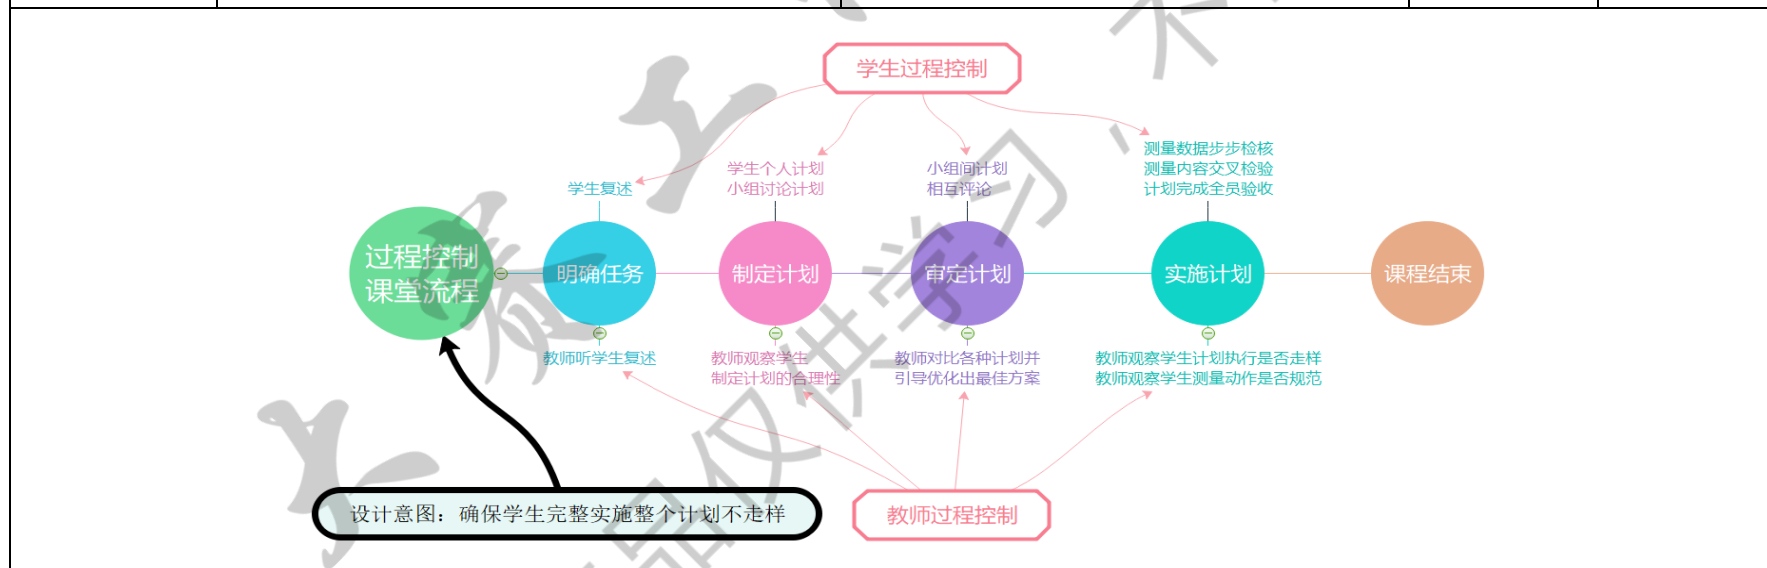 学生过程控制
测量数据步步检核
测量内容交叉检验
计划完成全员验收
学生个人计划
小组讨论计划
小组间计划
相互评论
学生复述
过程控制
课堂流程
明确任务
制定计划
审定计划
实施计划
课程结束
教师听学生复述
教师观察学生
制定计划的合理性
教师对比各种计划并
引导优化出最佳方案
教师观察学生计划执行是否走样
教师观察学生测量动作是否规范
设计意图：确保学生完整实施整个计划不走样
教师过程控制
品仅供学习，不